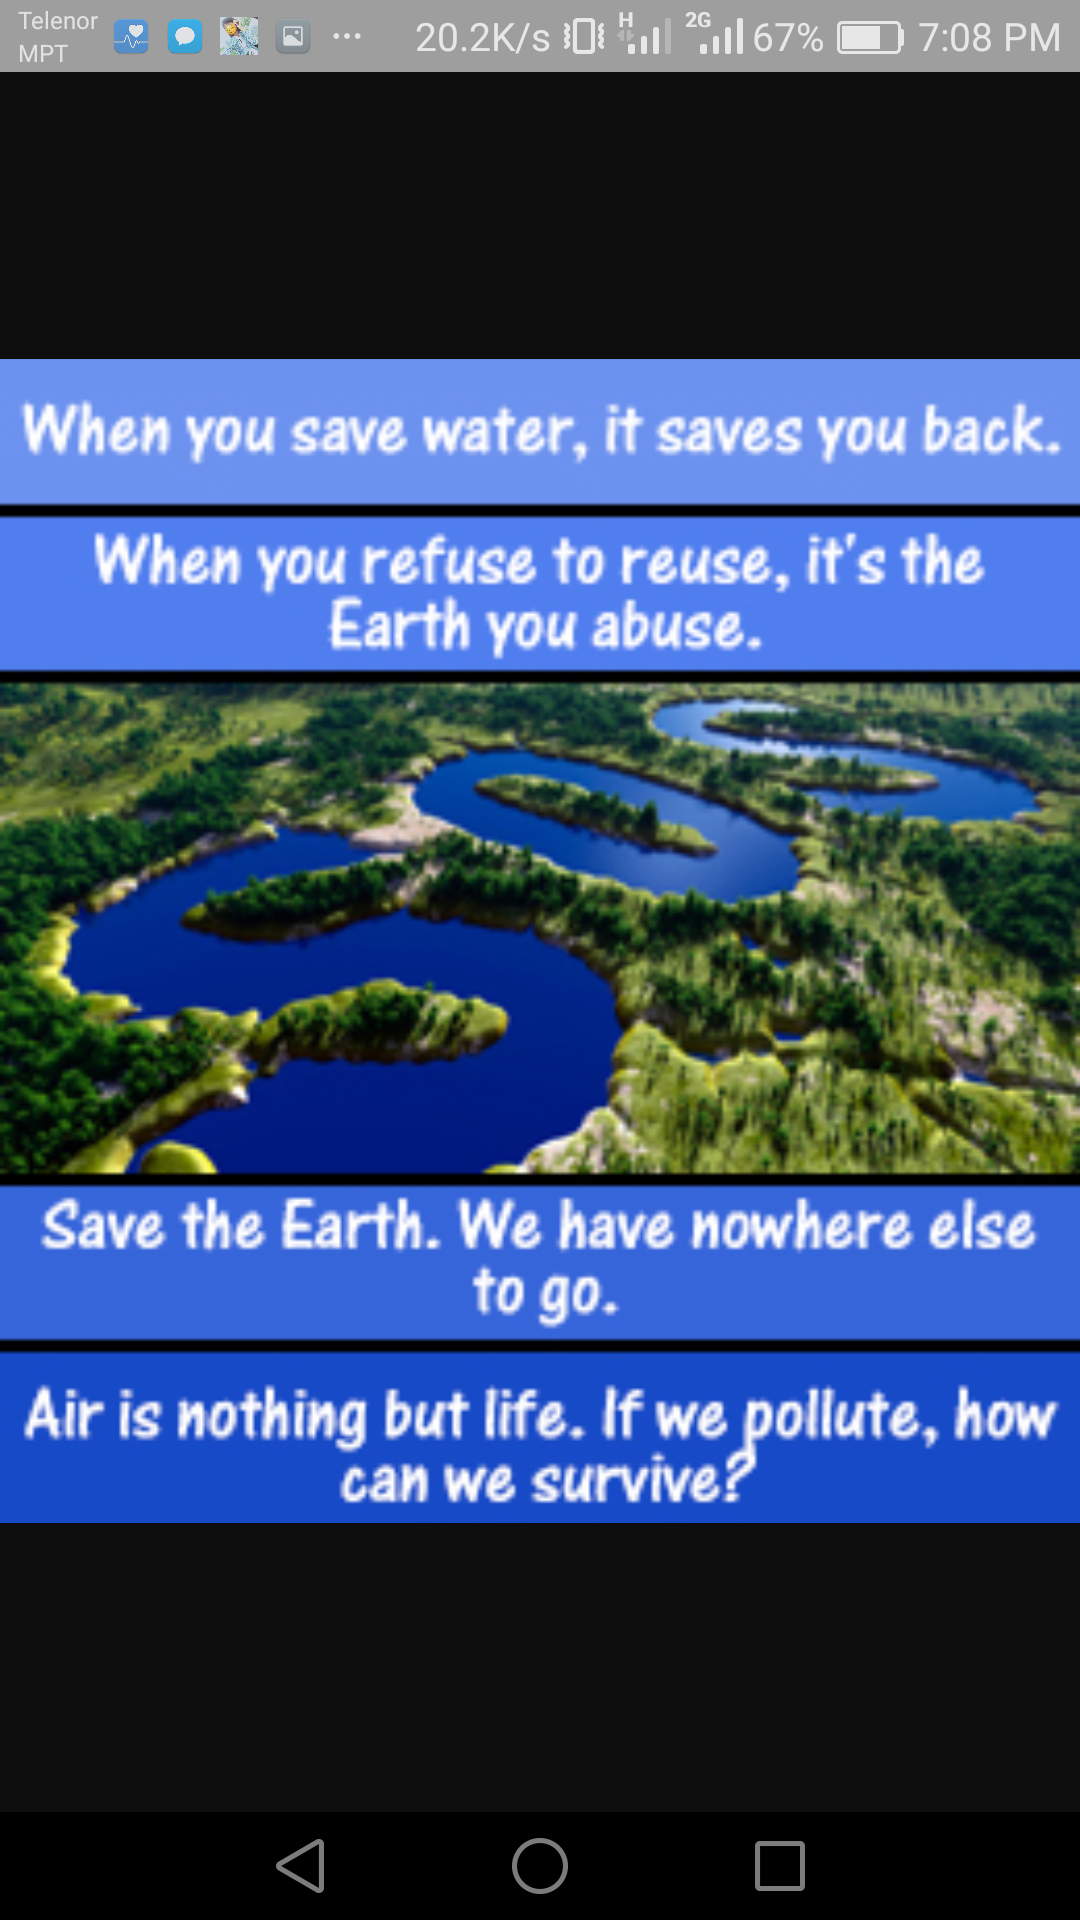 Telenor
MPT
20.2K/s
H
2G
67%
7:08 PM
When you save water, it saves you back.
When you refuse to reuse, it's the
Earth you abuse.
Save the Earth. We have nowhere else
to go.
Air is nothing but life. If we pollute, how
can we survive?